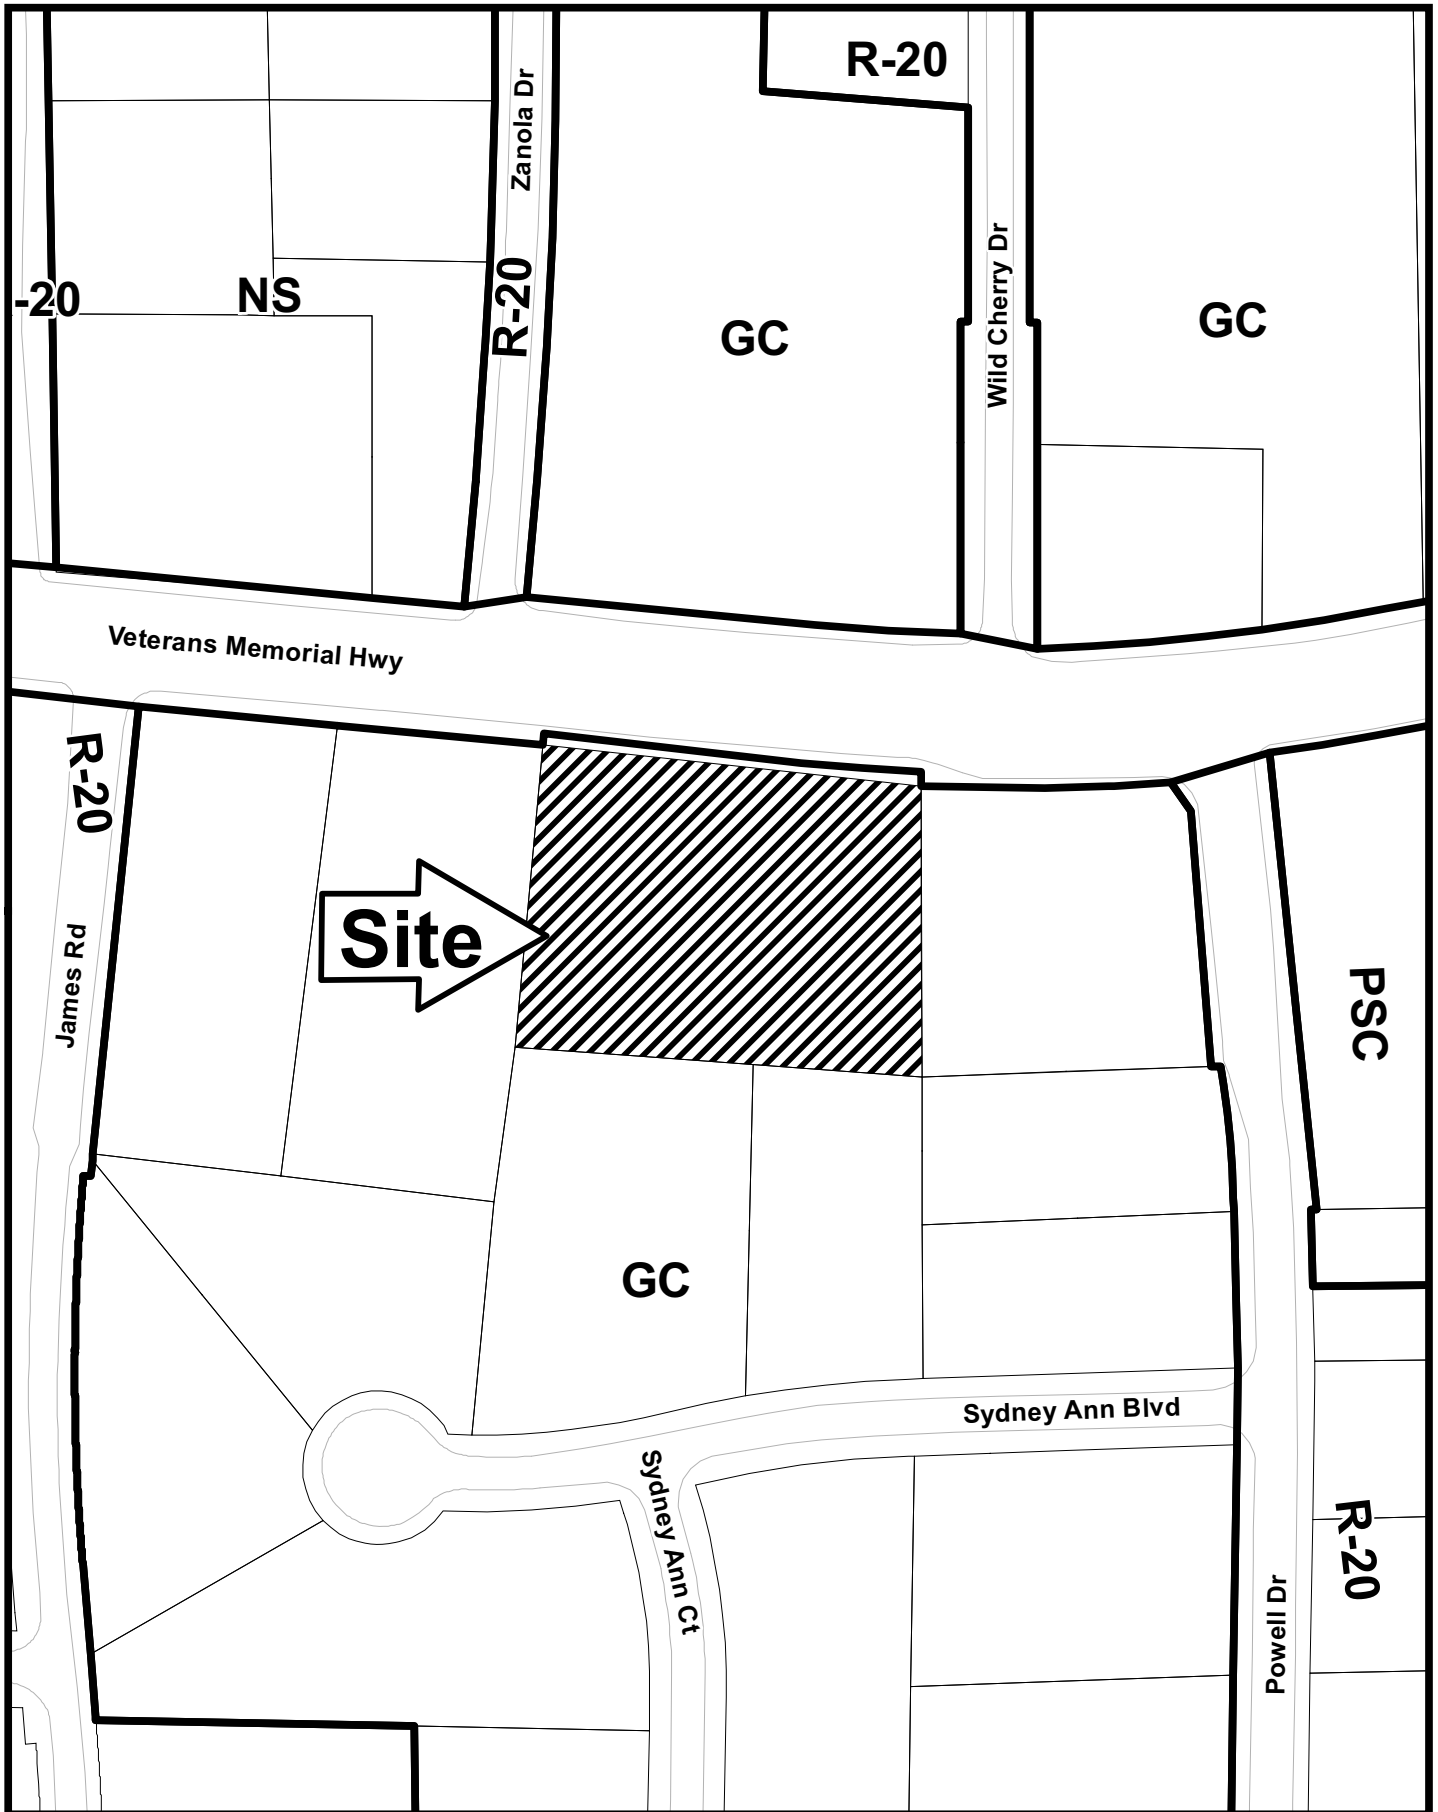 R-20
Zanola Dr
Wild Cherry Dr
-20
NS
R-20
GC
GC
Veterans Memorial Hwy
R-20
James Rd
Site
PSC
GC
Sydney Ann Blvd
Sydney Ann Ct
R-20
Powell Dr